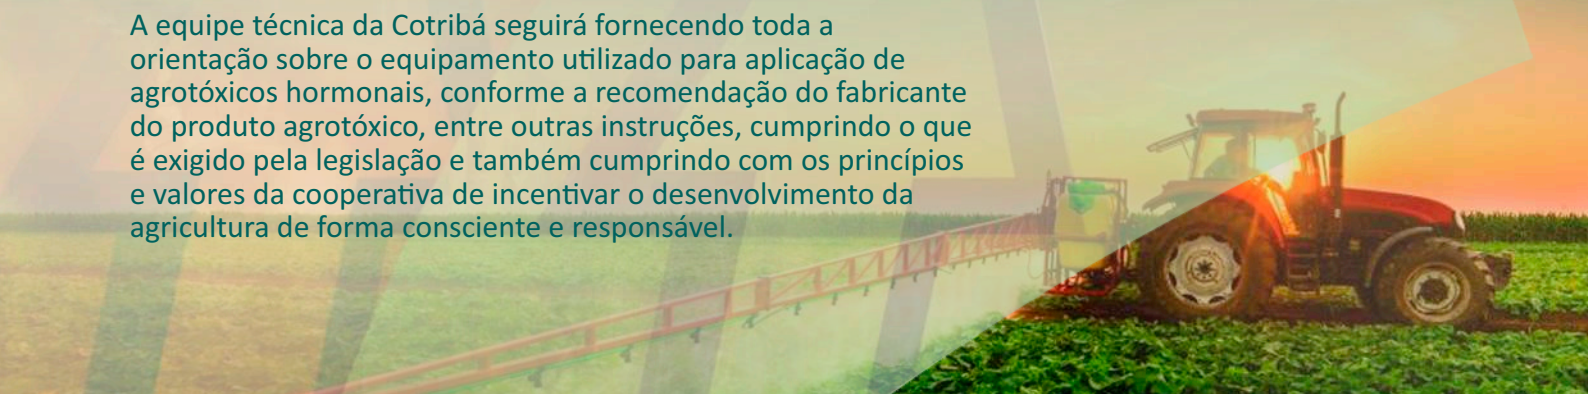 A equipe técnica da Cotribá seguirá fornecendo toda a
orientação sobre o equipamento utilizado para aplicação de
agrotóxicos hormonais, conforme a recomendação do fabricante
do produto agrotóxico, entre outras instruções, cumprindo o que
é exigido pela legislação e também cumprindo com os princípios
e valores da cooperativa de incentivar o desenvolvimento da
agricultura de forma consciente e responsável.